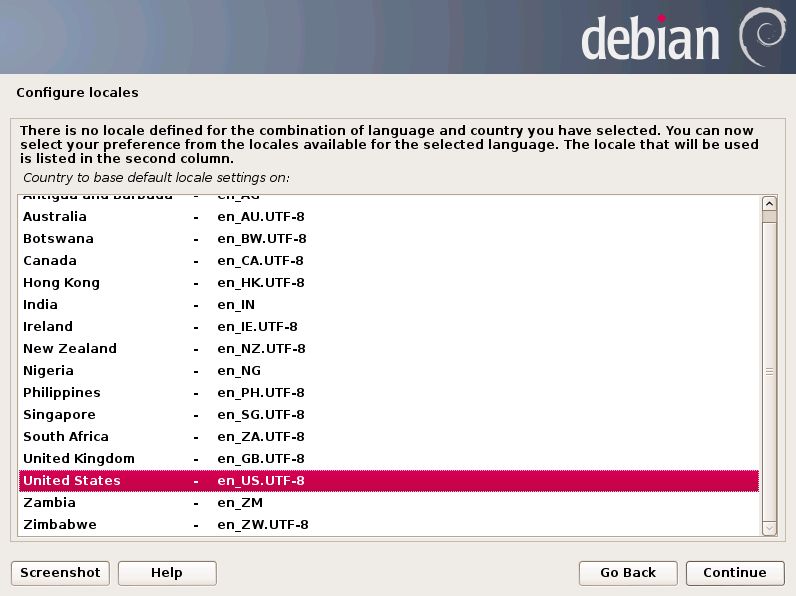 debian
Configure locales
There is no locale defined for the combination of language and country you have selected. You can now
select your preference from the locales available for the selected language. The locale that will be used
is listed in the second column.
Country to base default locale settings on:
Antigua and Barbuda - en_AG
Australia - en_AU.UTF-8
Botswana - en_BW.UTF-8
Canada - en_CA.UTF-8
Hong Kong - en_HK.UTF-8
India - en_IN
Ireland - en_IE.UTF-8
New Zealand - en_NZ.UTF-8
Nigeria - en_NG
Philippines - en_PH.UTF-8
Singapore - en_SG.UTF-8
South Africa - en_ZA.UTF-8
United Kingdom - en_GB.UTF-8
United States - en_US.UTF-8
Zambia - en_ZM
Zimbabwe - en_ZW.UTF-8
Screenshot Help Go Back Continue